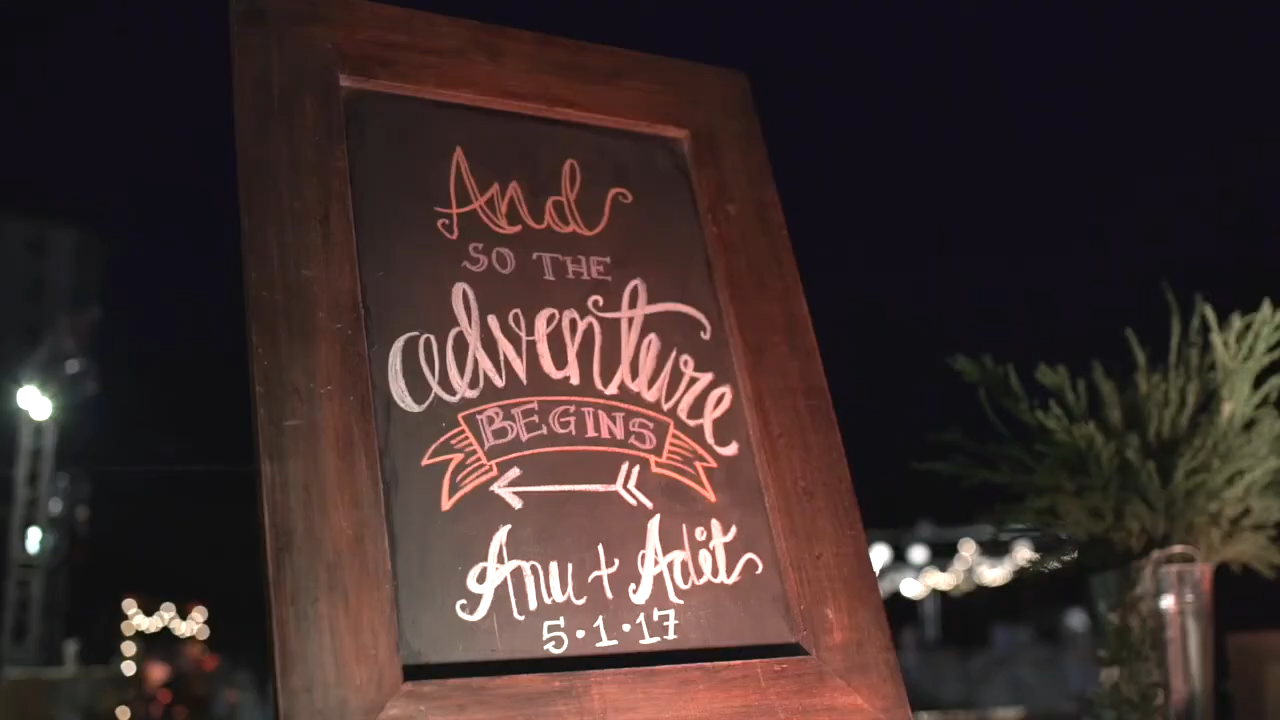 And
SO THE
adventure
BEGINS
Anu + Adit
5•1•17